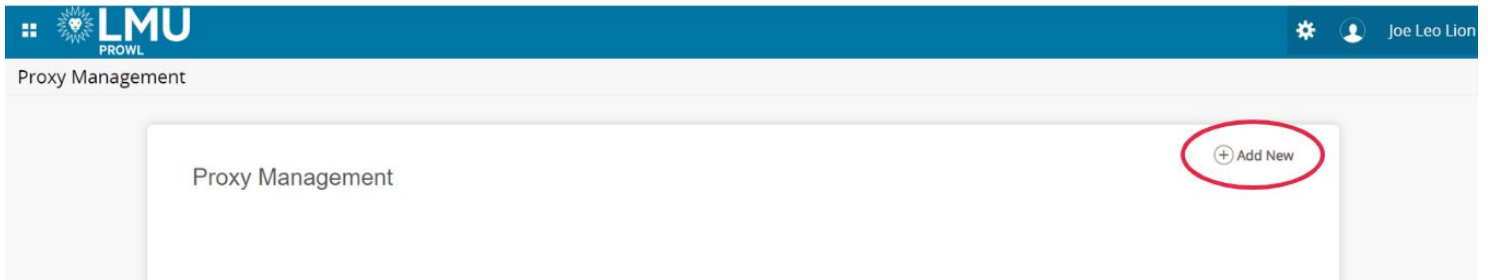 LMU
PROWL
Joe Leo Lion
Proxy Management
Add New
Proxy Management